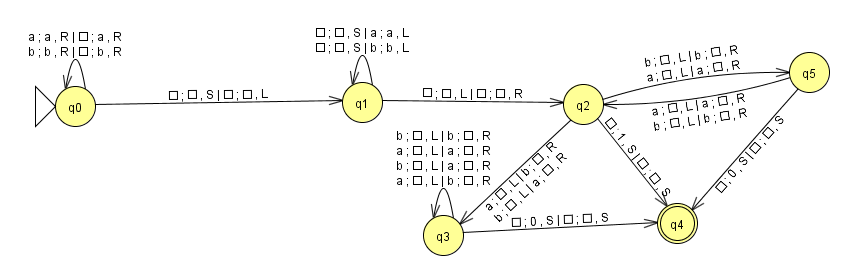 a ; a , R | □ ; a , R
b ; b , R | □ ; b , R
q0
□ ; □ , S | □ ; □ , L
□ ; □ , S | a ; a , L
□ ; □ , S | b ; b , L
q1
□ ; □ , L | □ ; □ , R
q2
b ; □ , L | b ; □ , R
a ; □ , L | a ; □ , R
q5
a ; □ , L | a ; □ , R
b ; □ , L | b ; □ , R
b ; □ , L | b ; □ , R
a ; □ , L | a ; □ , R
b ; □ , L | a ; □ , R
a ; □ , L | b ; □ , R
q3
a ; □ , L | b ; □ , R
b ; □ , L | a ; □ , R
□ ; 1 , S | □ ; □ , S
□ ; 0 , S | □ ; □ , S
□ ; 0 , S | □ ; □ , S
q4